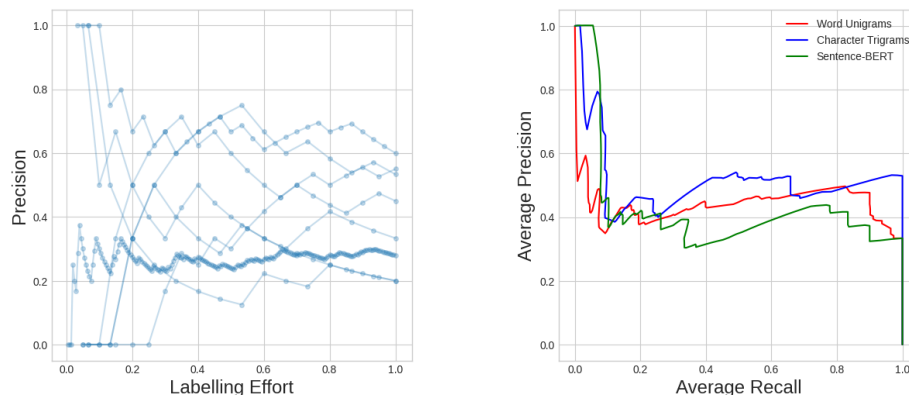 1.0
0.8
0.6
0.4
0.2
0.0
Precision
0.0 0.2 0.4 0.6 0.8 1.0
Labelling Effort
1.0
0.8
0.6
0.4
0.2
0.0
Average Precision
Word Unigrams
Character Trigrams
Sentence-BERT
0.0 0.2 0.4 0.6 0.8 1.0
Average Recall